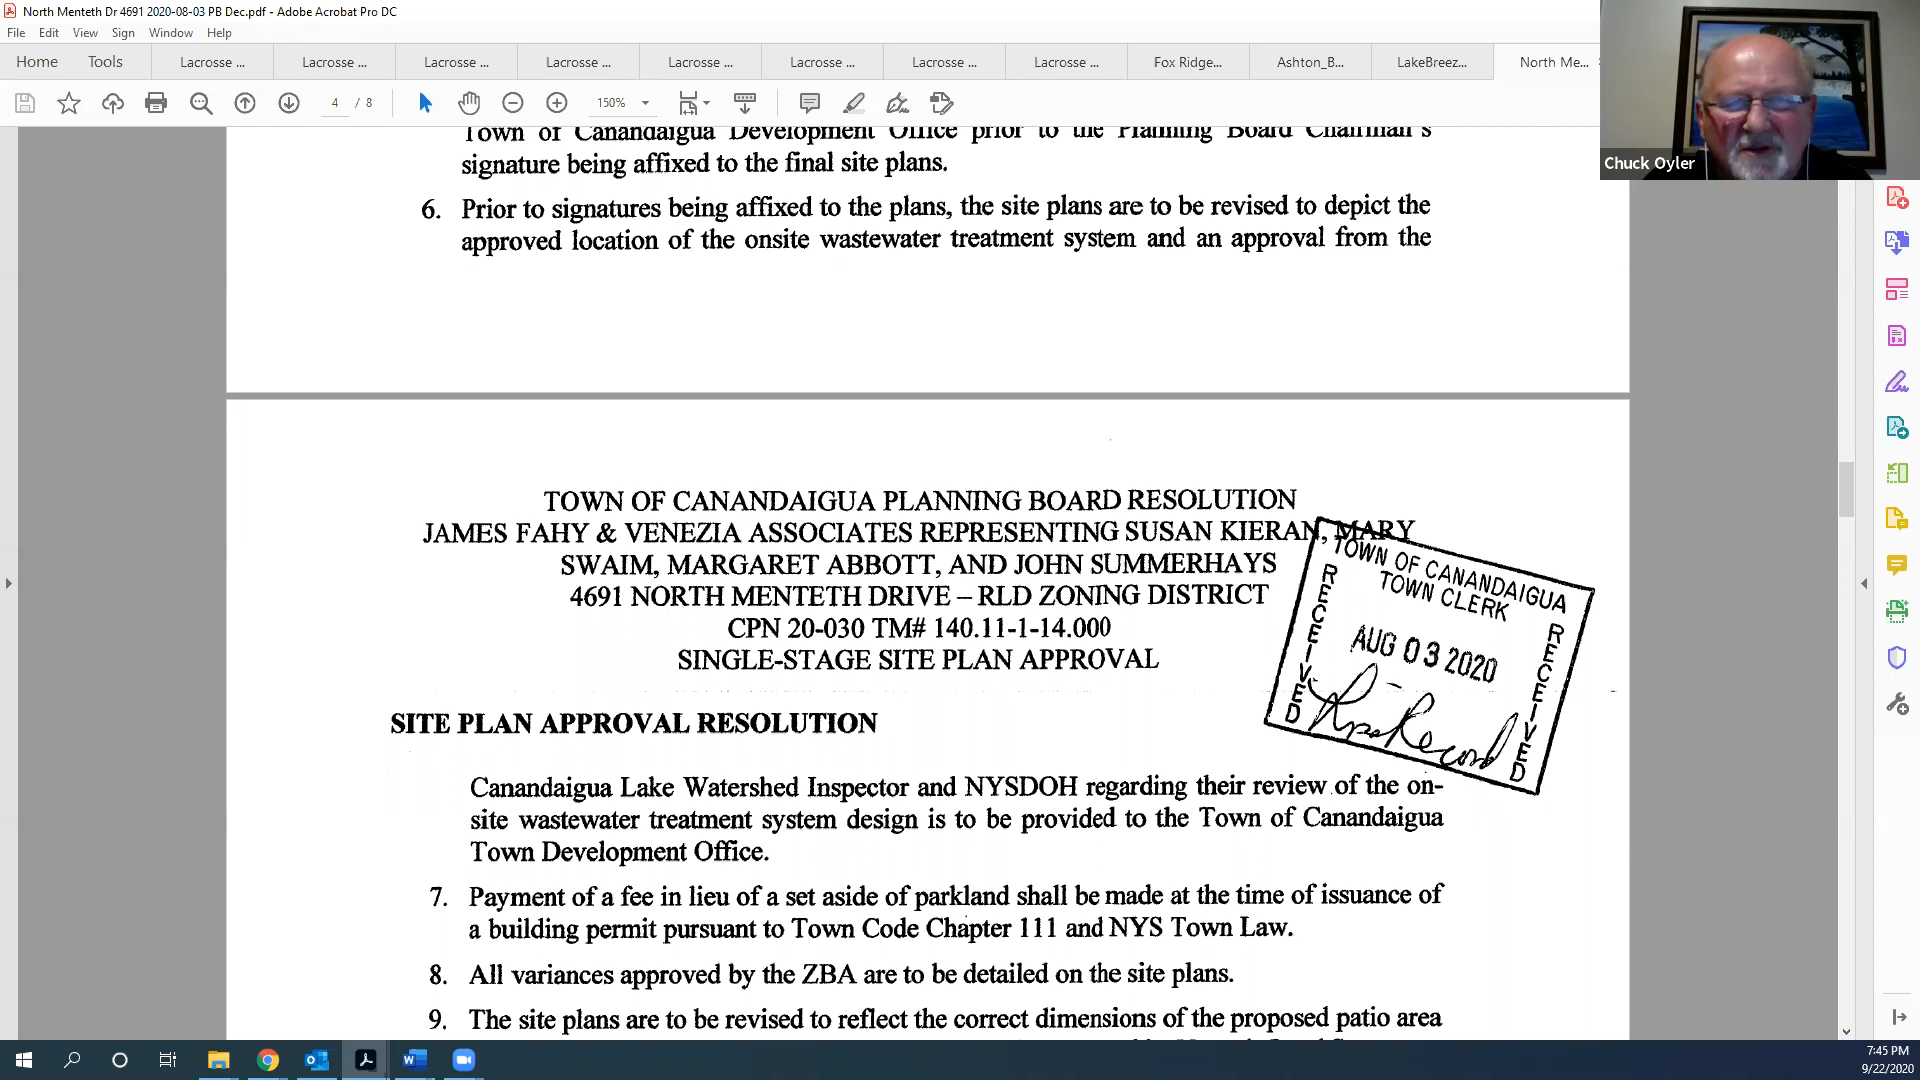 North Menteth Dr 4691 2020-08-03 PB Dec.pdf - Adobe Acrobat Pro DC
File Edit View Sign Window Help
Home Tools Lacrosse ... Lacrosse ... Lacrosse ... Lacrosse ... Lacrosse ... Lacrosse ... Lacrosse ... Lacrosse ... Fox Ridge... Ashton_B... LakeBreez... North Me...
4 / 8 150%
Chuck Oyler
Town of Canandaigua Development Office prior to the Planning Board Chairman's
signature being affixed to the final site plans.
6. Prior to signatures being affixed to the plans, the site plans are to be revised to depict the
approved location of the onsite wastewater treatment system and an approval from the
TOWN OF CANANDAIGUA PLANNING BOARD RESOLUTION
JAMES FAHY & VENEZIA ASSOCIATES REPRESENTING SUSAN KIERAN, MARY
SWAIM, MARGARET ABBOTT, AND JOHN SUMMERHAYS
4691 NORTH MENTETH DRIVE – RLD ZONING DISTRICT
CPN 20-030 TM# 140.11-1-14.000
SINGLE-STAGE SITE PLAN APPROVAL
TOWN OF CANANDAIGUA
TOWN CLERK
RECEIVED
AUG 03 2020
RECEIVED
SITE PLAN APPROVAL RESOLUTION
Canandaigua Lake Watershed Inspector and NYSDOH regarding their review of the on-
site wastewater treatment system design is to be provided to the Town of Canandaigua
Town Development Office.
7. Payment of a fee in lieu of a set aside of parkland shall be made at the time of issuance of
a building permit pursuant to Town Code Chapter 111 and NYS Town Law.
8. All variances approved by the ZBA are to be detailed on the site plans.
9. The site plans are to be revised to reflect the correct dimensions of the proposed patio area
7:45 PM
9/22/2020